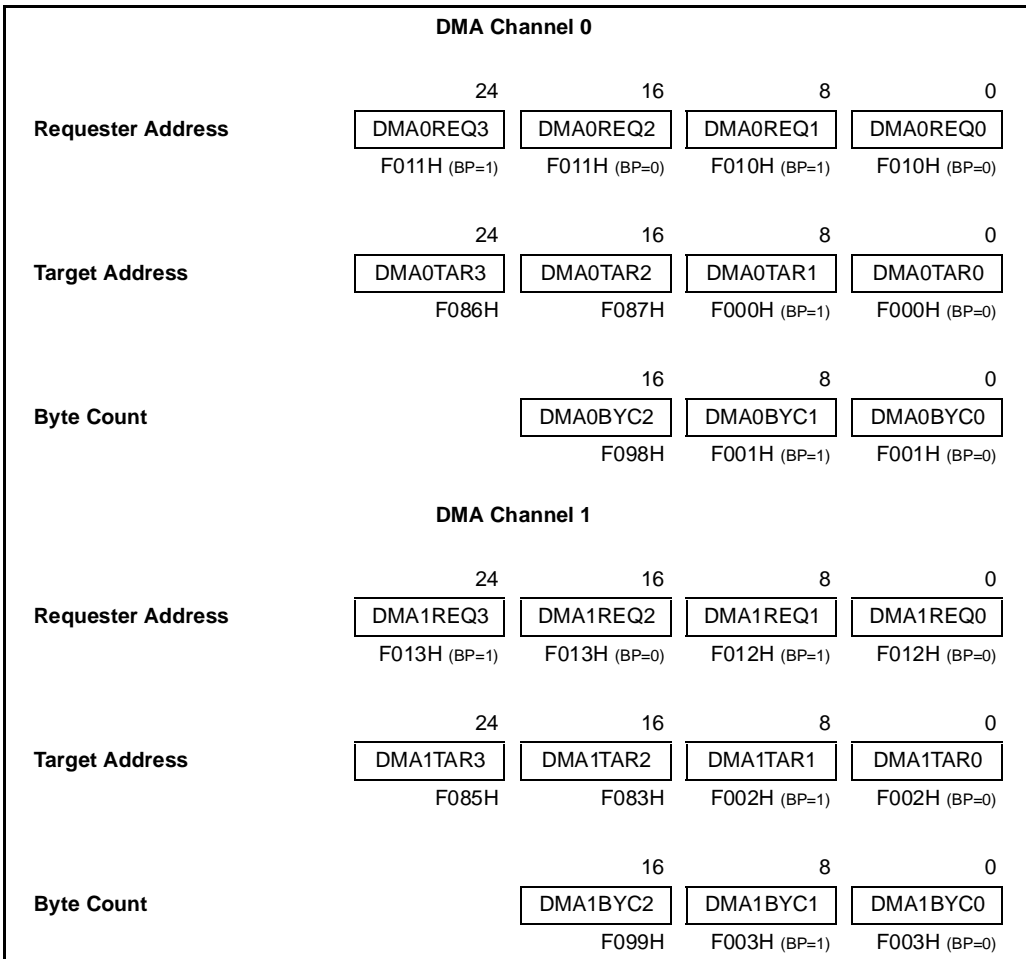 DMA Channel 0
24 16 8 0
Requester Address DMA0REQ3 DMA0REQ2 DMA0REQ1 DMA0REQ0
F011H (BP=1) F011H (BP=0) F010H (BP=1) F010H (BP=0)
24 16 8 0
Target Address DMA0TAR3 DMA0TAR2 DMA0TAR1 DMA0TAR0
F086H F087H F000H (BP=1) F000H (BP=0)
16 8 0
Byte Count DMA0BYC2 DMA0BYC1 DMA0BYC0
F098H F001H (BP=1) F001H (BP=0)
DMA Channel 1
24 16 8 0
Requester Address DMA1REQ3 DMA1REQ2 DMA1REQ1 DMA1REQ0
F013H (BP=1) F013H (BP=0) F012H (BP=1) F012H (BP=0)
24 16 8 0
Target Address DMA1TAR3 DMA1TAR2 DMA1TAR1 DMA1TAR0
F085H F083H F002H (BP=1) F002H (BP=0)
16 8 0
Byte Count DMA1BYC2 DMA1BYC1 DMA1BYC0
F099H F003H (BP=1) F003H (BP=0)